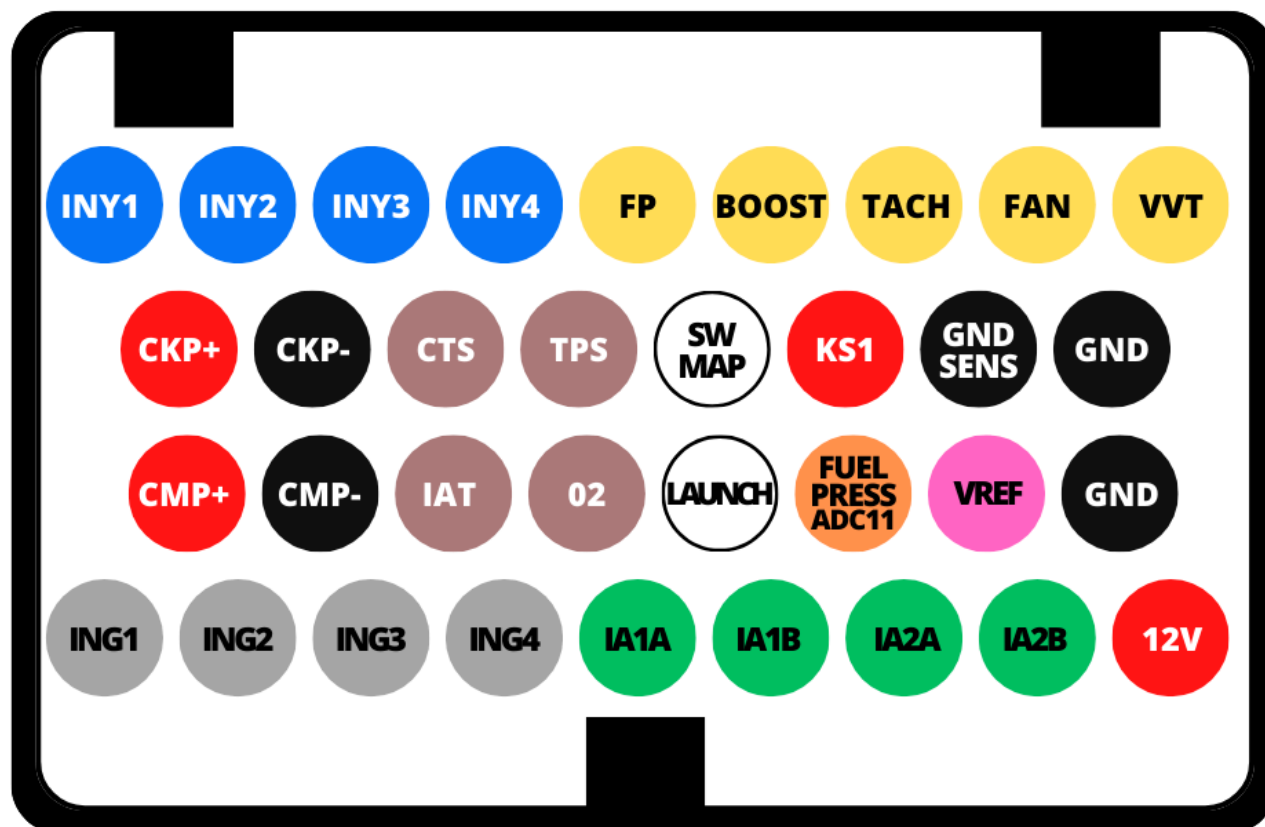 INY1 INY2 INY3 INY4 FP BOOST TACH FAN VVT
CKP+ CKP- CTS TPS SW MAP KS1 GND SENS GND
CMP+ CMP- IAT 02 LAUNCH FUEL PRESS ADC11 VREF GND
ING1 ING2 ING3 ING4 IA1A IA1B IA2A IA2B 12V